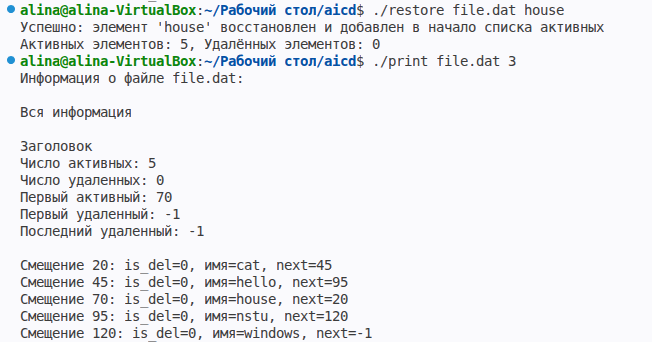 alina@alina-VirtualBox:~/Рабочий стол/aicd$ ./restore file.dat house
Успешно: элемент 'house' восстановлен и добавлен в начало списка активных
Активных элементов: 5, Удалённых элементов: 0
alina@alina-VirtualBox:~/Рабочий стол/aicd$ ./print file.dat 3
Информация о файле file.dat:
Вся информация
Заголовок
Число активных: 5
Число удаленных: 0
Первый активный: 70
Первый удаленный: -1
Последний удаленный: -1
Смещение 20: is_del=0, имя=cat, next=45
Смещение 45: is_del=0, имя=hello, next=95
Смещение 70: is_del=0, имя=house, next=20
Смещение 95: is_del=0, имя=nstu, next=120
Смещение 120: is_del=0, имя=windows, next=-1